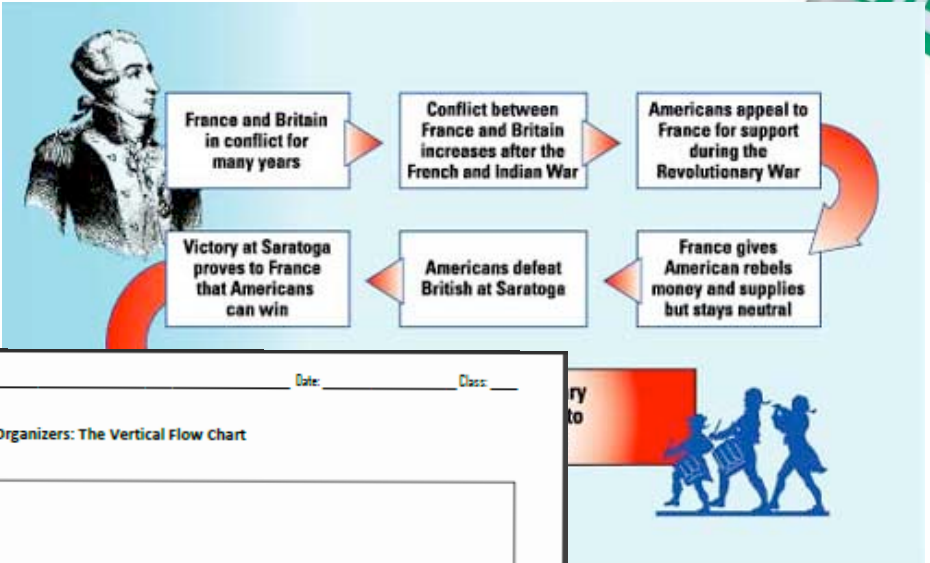 France and Britain
in conflict for
many years
Conflict between
France and Britain
increases after the
French and Indian War
Americans appeal to
France for support
during the
Revolutionary War
France gives
American rebels
money and supplies
but stays neutral
Americans defeat
British at Saratoga
Victory at Saratoga
proves to France
that Americans
can win
ry
to
Date: Class:
Organizers: The Vertical Flow Chart